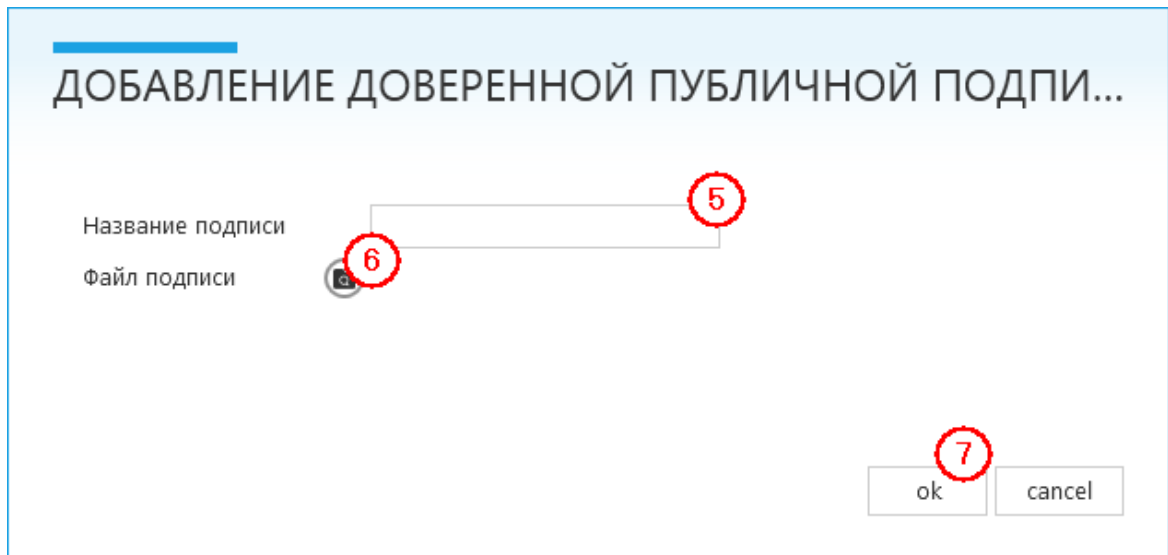 ДОБАВЛЕНИЕ ДОВЕРЕННОЙ ПУБЛИЧНОЙ ПОДПИ...
Название подписи 5
Файл подписи 6
7
ok cancel